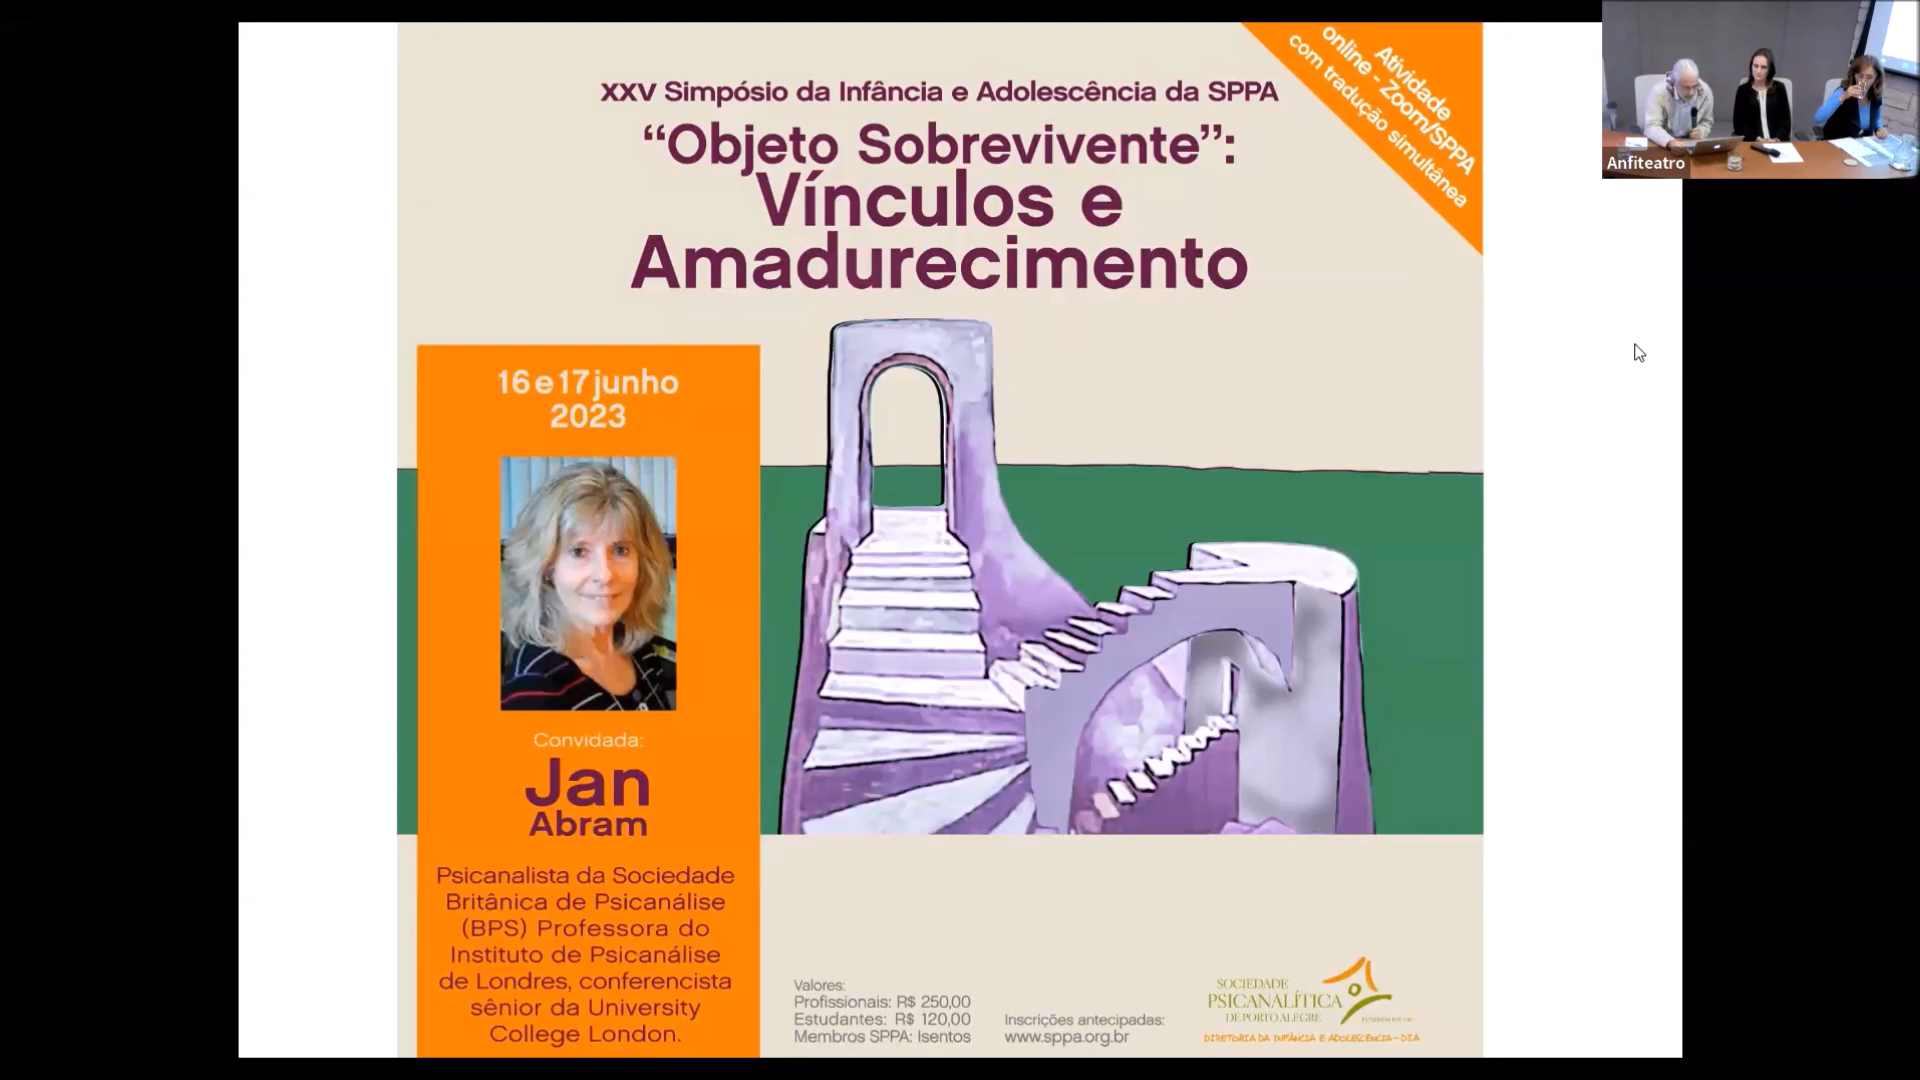 XXV Simpósio da Infância e Adolescência da SPPA
“Objeto Sobrevivente”:
Vínculos e
Amadurecimento
Atividade
online - Zoom/SPPA
com tradução simultânea
Anfiteatro
16 e 17 junho
2023
Convidada:
Jan
Abram
Psicanalista da Sociedade
Britânica de Psicanálise
(BPS) Professora do
Instituto de Psicanálise
de Londres, conferencista
sênior da University
College London.
Valores:
Profissionais: R$ 250,00
Estudantes: R$ 120,00
Membros SPPA: Isentos
Inscrições antecipadas:
www.sppa.org.br
SOCIEDADE
PSICANALÍTICA
DE PORTO ALEGRE
DIRETORIA DA INFÂNCIA E ADOLESCÊNCIA - DIA